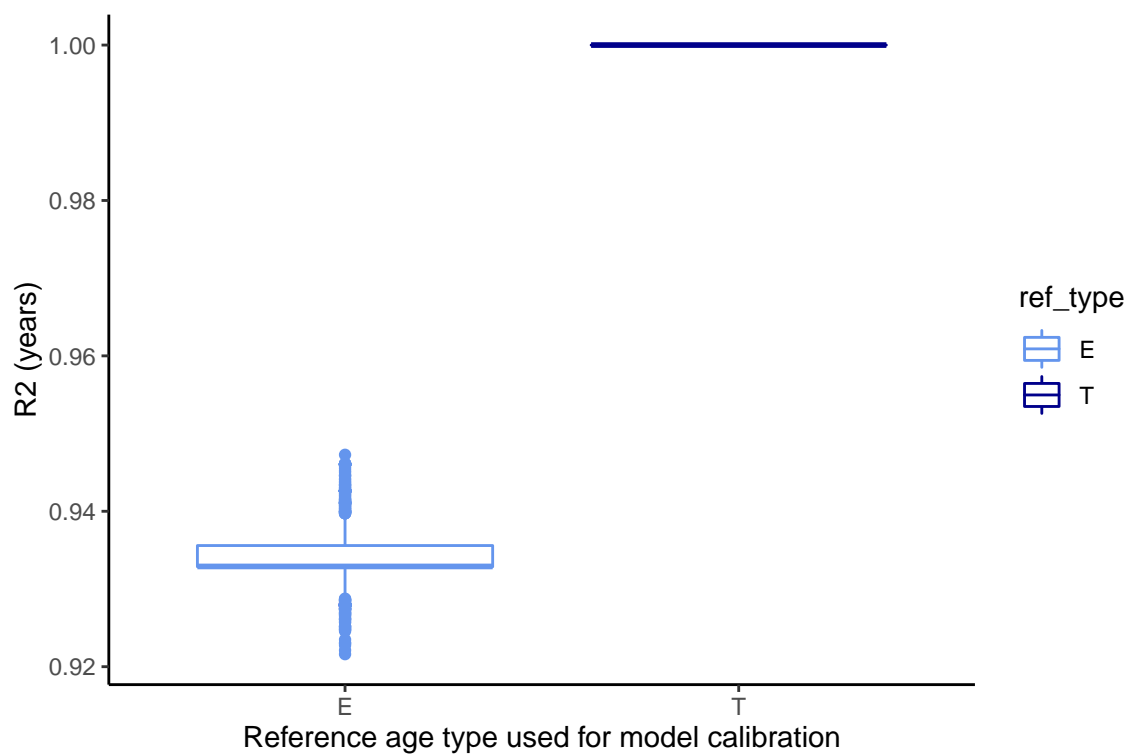 1.00
0.98
0.96
0.94
0.92
R2 (years)
E
T
Reference age type used for model calibration
ref_type
E
T